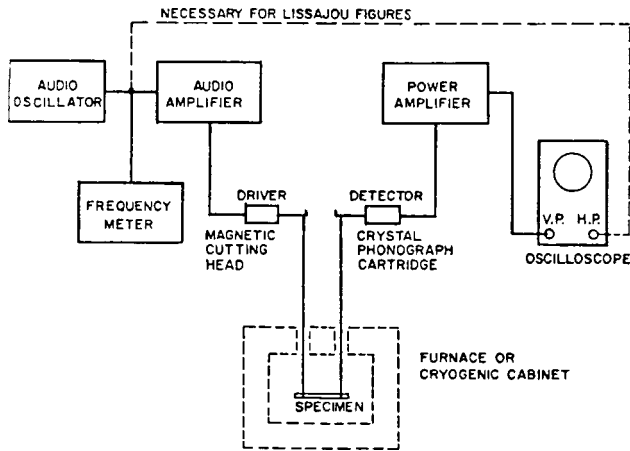 NECESSARY FOR LISSAJOU FIGURES
AUDIO
OSCILLATOR
AUDIO
AMPLIFIER
POWER
AMPLIFIER
FREQUENCY
METER
DRIVER
MAGNETIC
CUTTING
HEAD
DETECTOR
CRYSTAL
PHONOGRAPH
CARTRIDGE
V.P. H.P.
OSCILLOSCOPE
FURNACE OR
CRYOGENIC CABINET
SPECIMEN